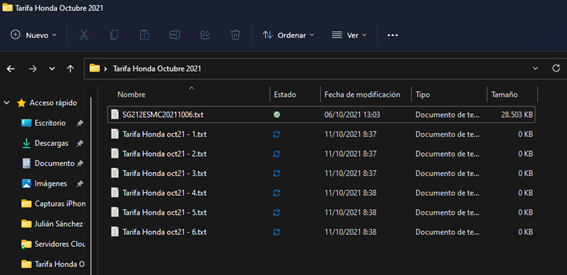 Tarifa Honda Octubre 2021
Nuevo
Ordenar
Ver
Tarifa Honda Octubre 2021
Nombre Estado Fecha de modificación Tipo Tamaño
Acceso rápido
Escritorio
Descargas
Documento
Imágenes
Capturas iPhon
Julián Sánchez
Servidores Clou
Tarifa Honda O
SG212ESMC20211006.txt 06/10/2021 13:03 Documento de te... 28.503 KB
Tarifa Honda oct21 - 1.txt 11/10/2021 8:37 Documento de te... 0 KB
Tarifa Honda oct21 - 2.txt 11/10/2021 8:37 Documento de te... 0 KB
Tarifa Honda oct21 - 3.txt 11/10/2021 8:37 Documento de te... 0 KB
Tarifa Honda oct21 - 4.txt 11/10/2021 8:38 Documento de te... 0 KB
Tarifa Honda oct21 - 5.txt 11/10/2021 8:38 Documento de te... 0 KB
Tarifa Honda oct21 - 6.txt 11/10/2021 8:38 Documento de te... 0 KB